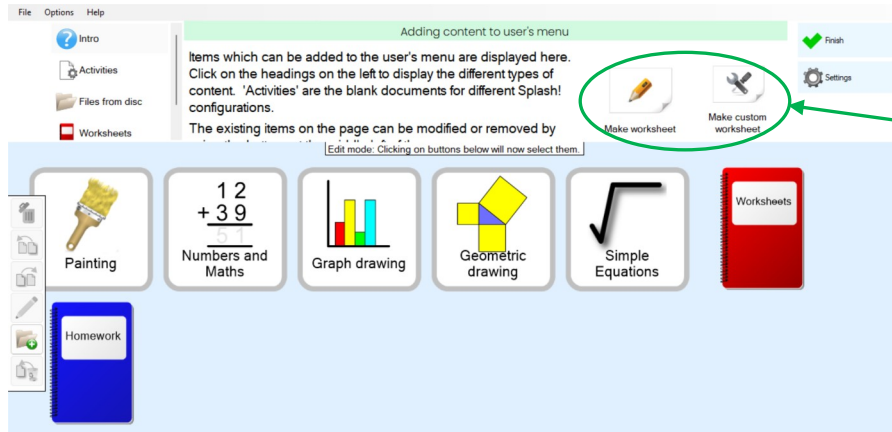 File Options Help
Adding content to user's menu
Intro
Activities
Files from disc
Worksheets
Items which can be added to the user's menu are displayed here.
Click on the headings on the left to display the different types of
content. 'Activities' are the blank documents for different Splash!
configurations.
The existing items on the page can be modified or removed by
Make worksheet
Make custom
worksheet
Finish
Settings
Edit mode: Clicking on buttons below will now select them.
Painting
12
+ 39
51
Numbers and
Maths
Graph drawing
Geometric
drawing
Simple
Equations
Worksheets
Homework